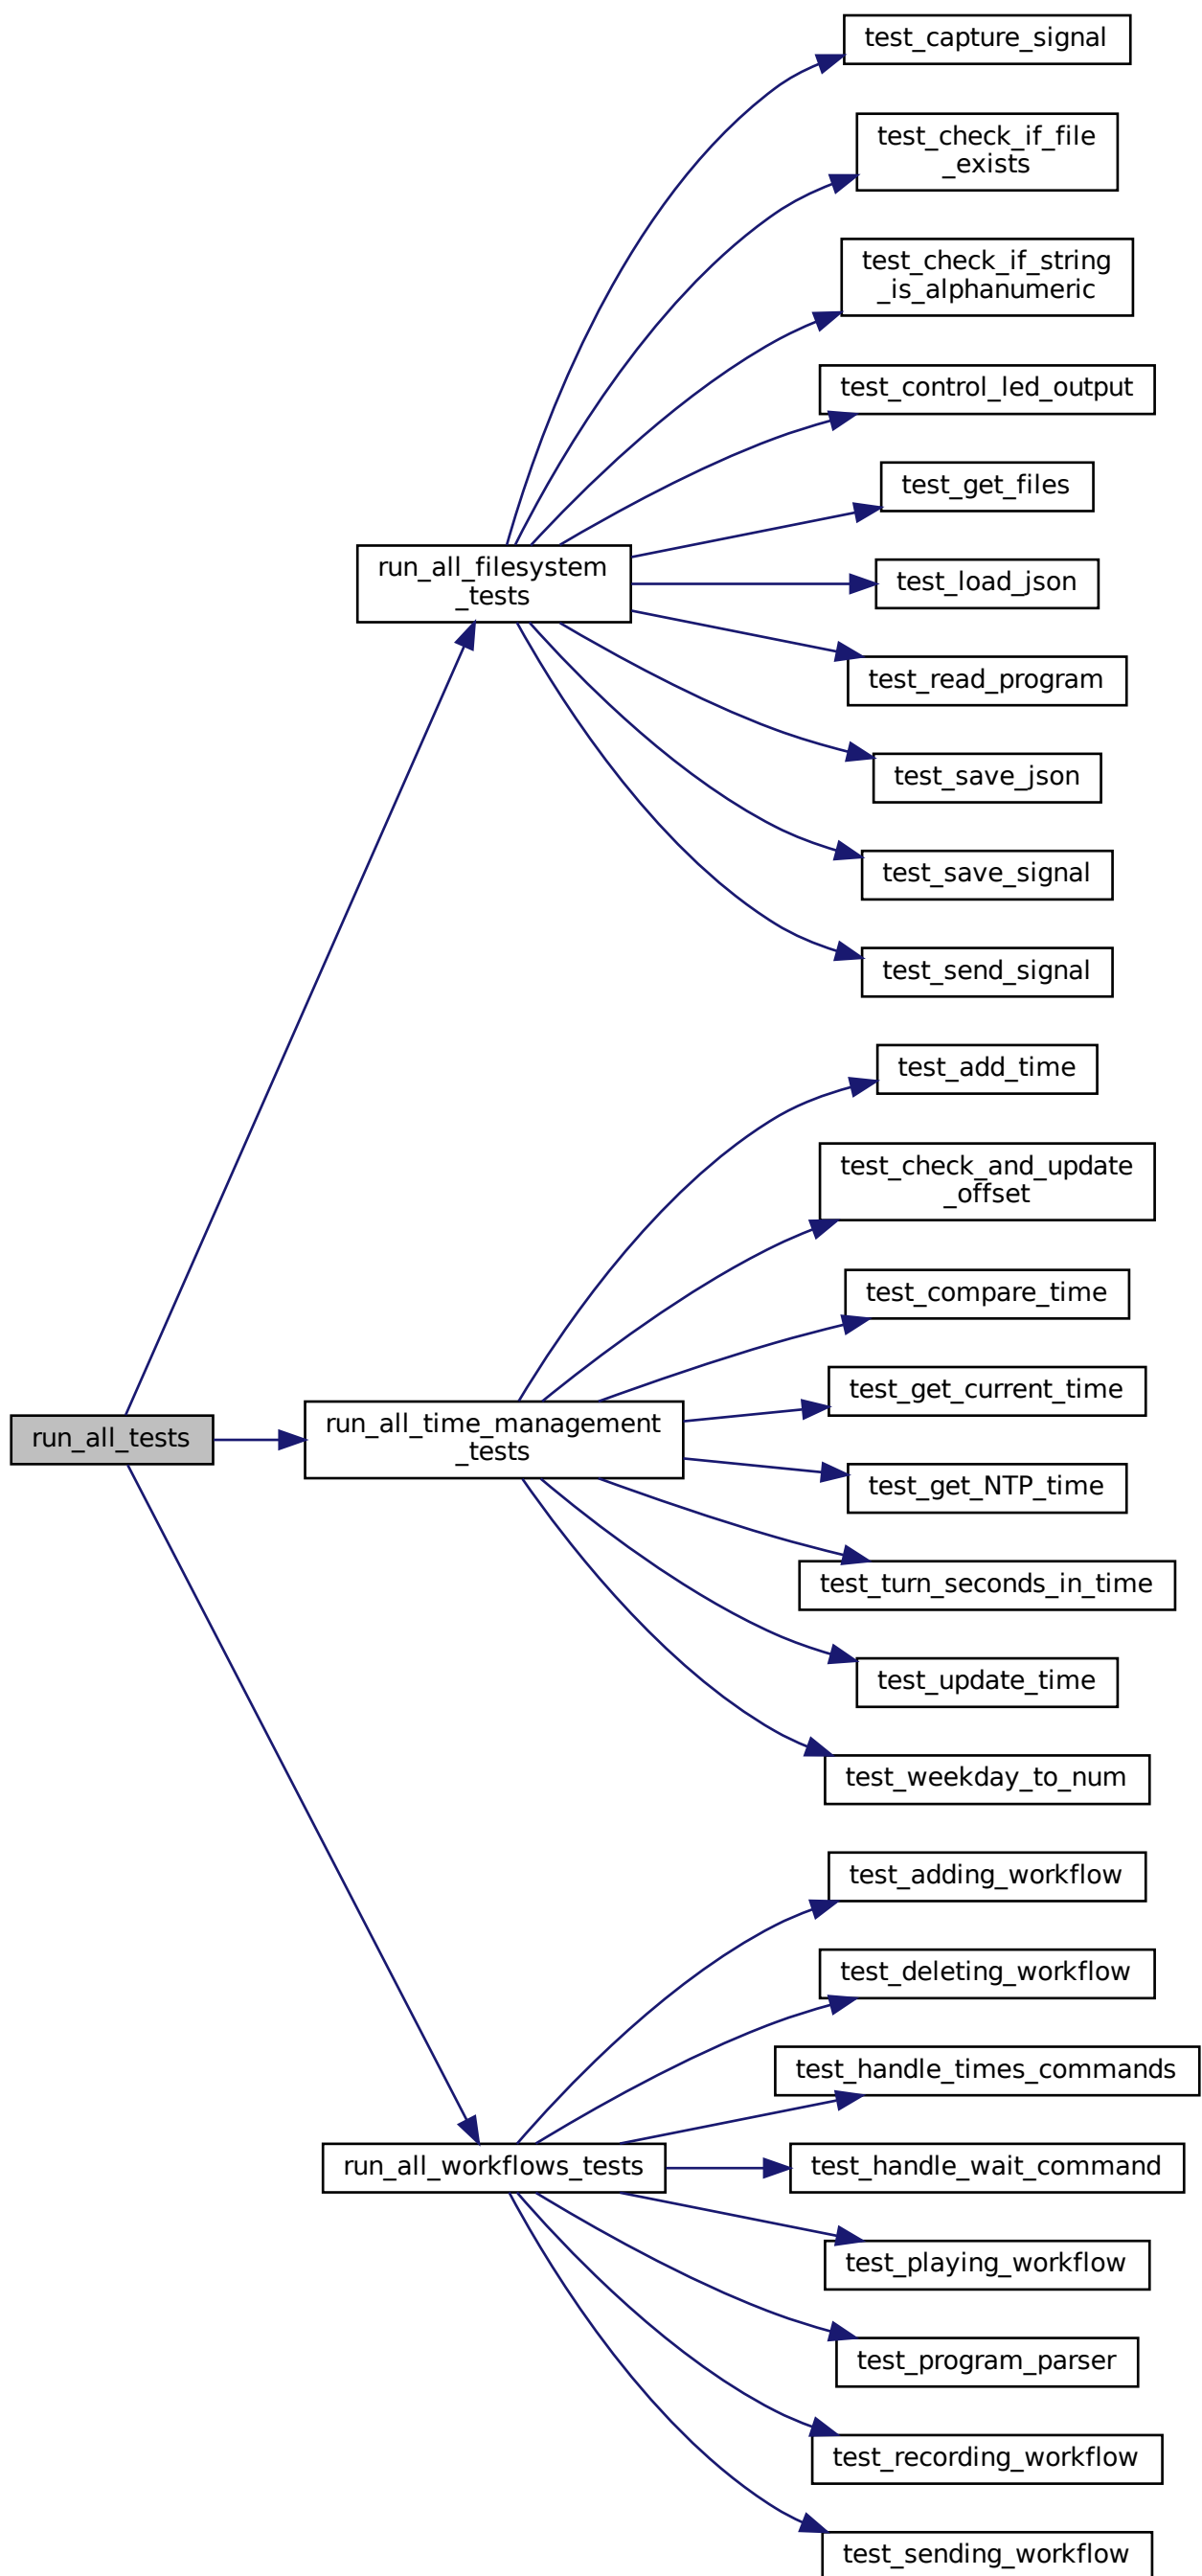 test_capture_signal
test_check_if_file
_exists
test_check_if_string
_is_alphanumeric
test_control_led_output
test_get_files
run_all_filesystem
_tests
test_load_json
test_read_program
test_save_json
test_save_signal
test_send_signal
test_add_time
test_check_and_update
_offset
test_compare_time
test_get_current_time
run_all_tests
run_all_time_management
_tests
test_get_NTP_time
test_turn_seconds_in_time
test_update_time
test_weekday_to_num
test_adding_workflow
test_deleting_workflow
test_handle_times_commands
run_all_workflows_tests
test_handle_wait_command
test_playing_workflow
test_program_parser
test_recording_workflow
test_sending_workflow